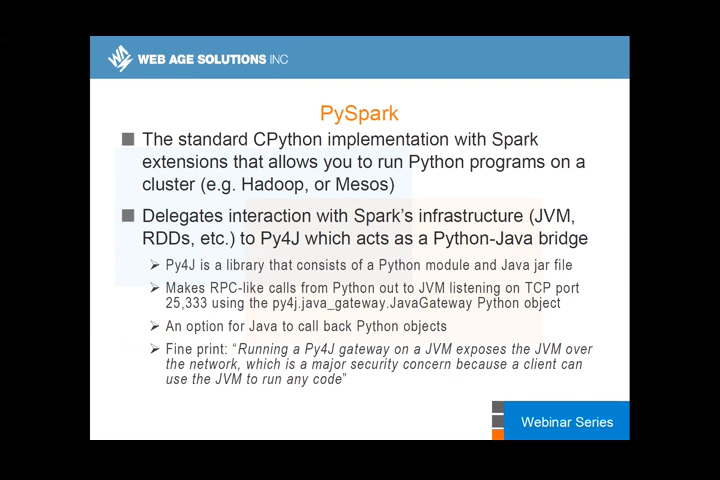 WEB AGE SOLUTIONS INC
PySpark
The standard CPython implementation with Spark
extensions that allows you to run Python programs on a
cluster (e.g. Hadoop, or Mesos)
Delegates interaction with Spark's infrastructure (JVM,
RDDs, etc.) to Py4J which acts as a Python-Java bridge
Py4J is a library that consists of a Python module and Java jar file
Makes RPC-like calls from Python out to JVM listening on TCP port
25,333 using the py4j.java_gateway.JavaGateway Python object
An option for Java to call back Python objects
Fine print: “Running a Py4J gateway on a JVM exposes the JVM over
the network, which is a major security concern because a client can
use the JVM to run any code”
Webinar Series